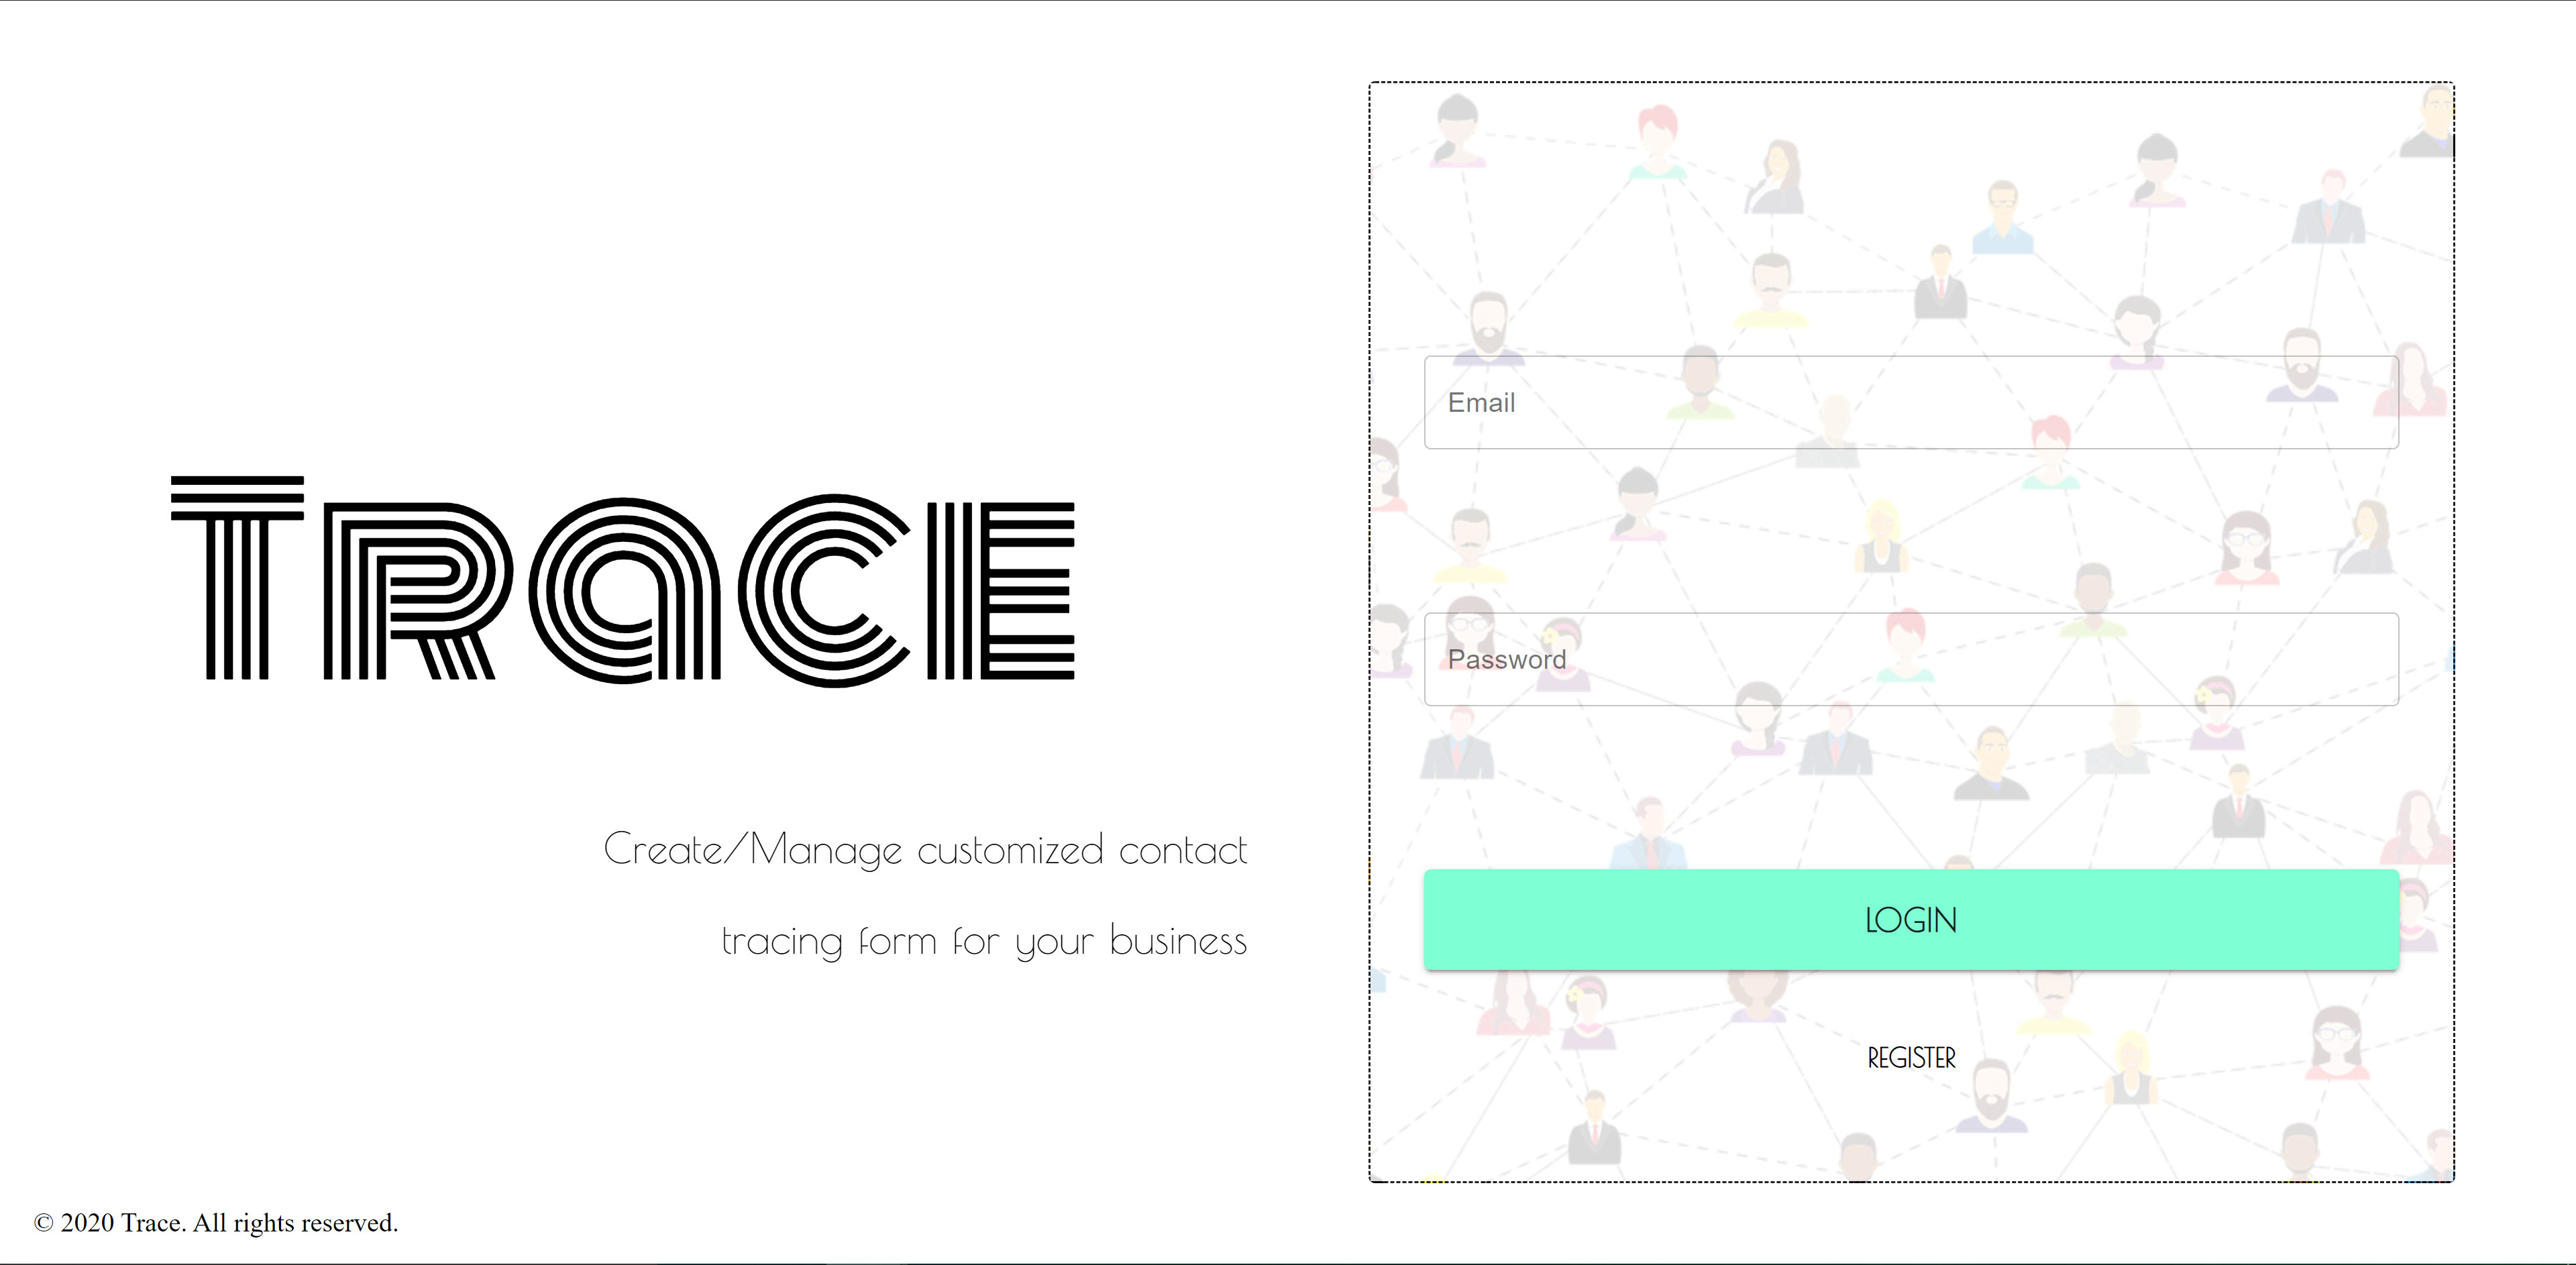 Trace
Create/Manage customized contact
tracing form for your business
Email
Password
LOGIN
REGISTER
© 2020 Trace. All rights reserved.